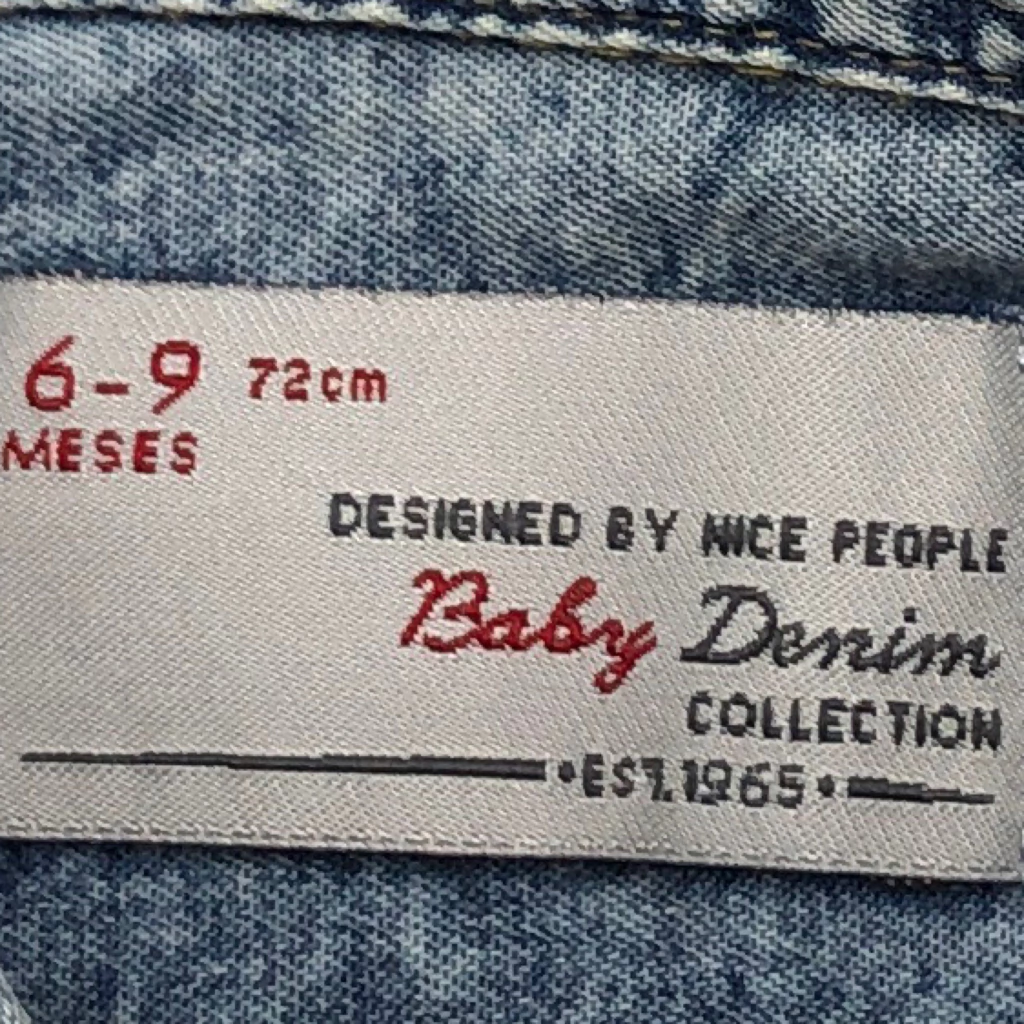 6-9 72cm
MESES
DESIGNED BY NICE PEOPLE
Baby Denim
COLLECTION
•EST.1965•